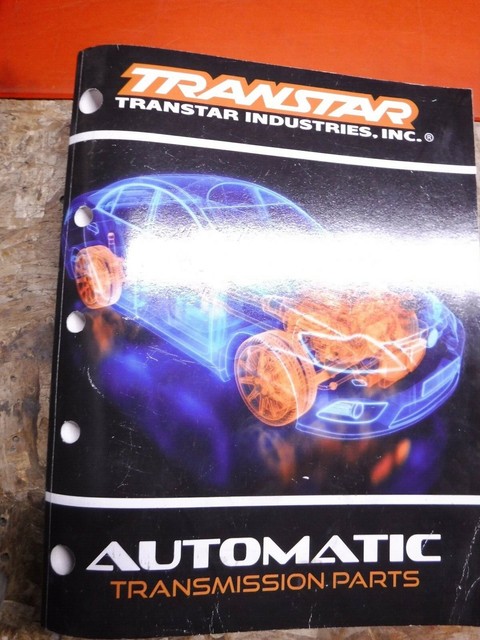 TRANSTAR
TRANSTAR INDUSTRIES, INC.®
AUTOMATIC
TRANSMISSION PARTS